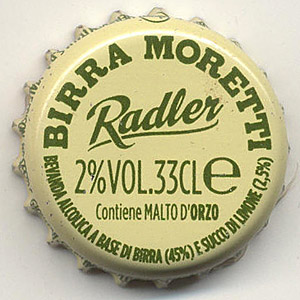 BIRRA MORETTI
Radler
2%VOL.33CL℮
Contiene MALTO D'ORZO
BEVANDA ALCOLICA A BASE DI BIRRA (45%) E SUCCO DI LIMONE (2,5%)